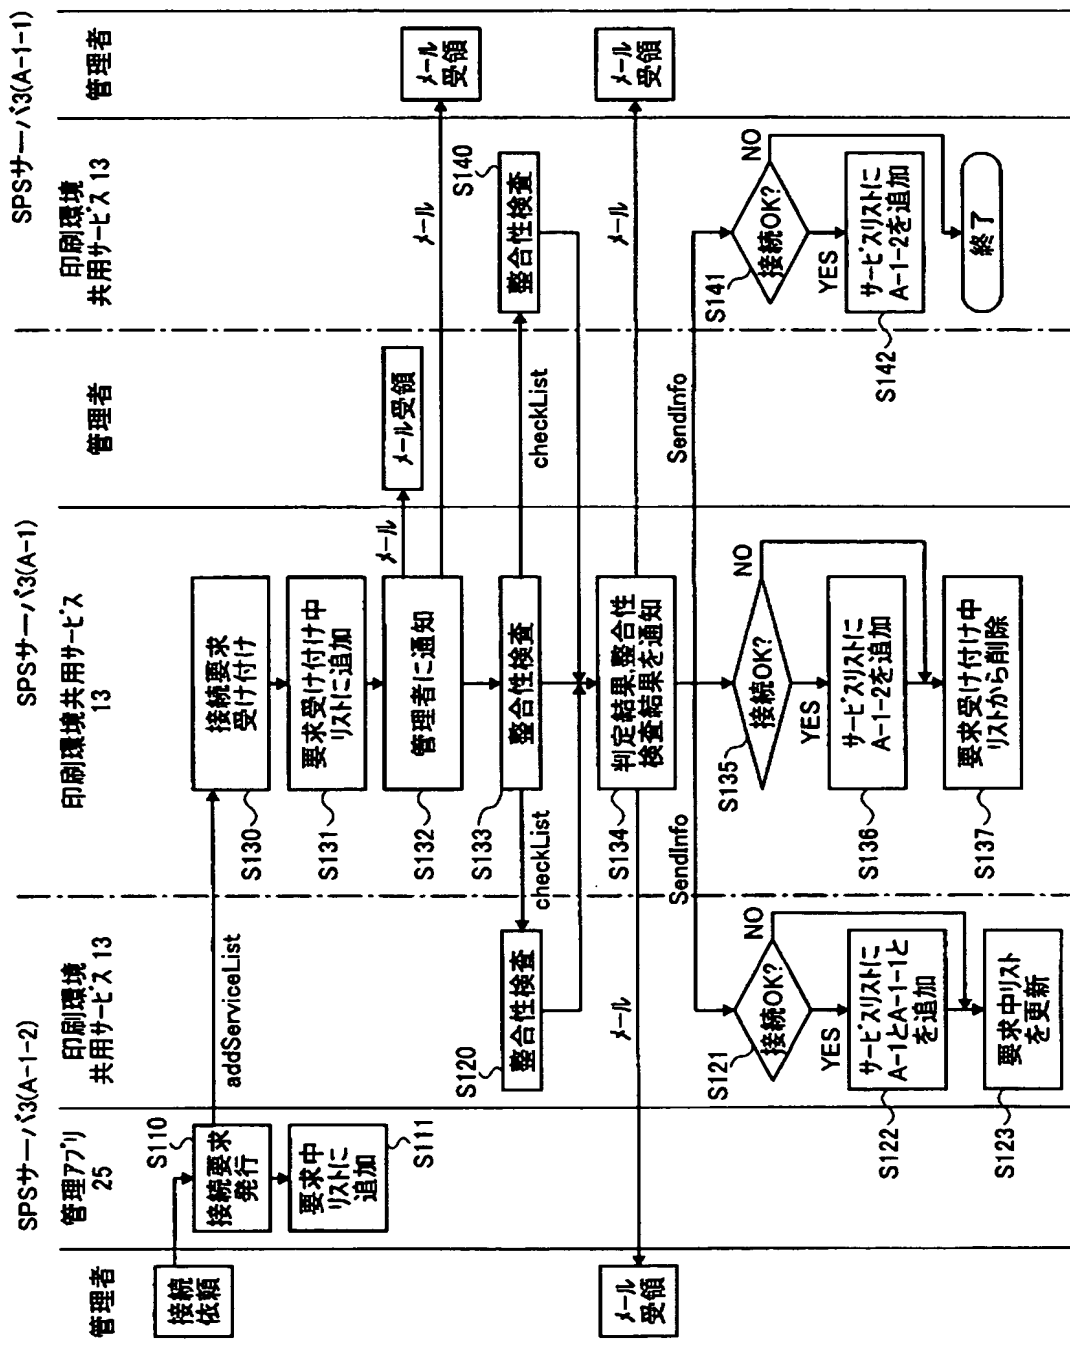 SPSサーバ3(A-1-2)
SPSサーバ3(A-1)
SPSサーバ3(A-1-1)
管理者
管理アプリ
25
印刷環境
共用サービス 13
印刷環境共用サービス
13
管理者
印刷環境
共用サービス 13
管理者
接続
依頼
S110
接続要求
発行
addServiceList
接続要求
受け付け
S130
要求中
リストに
追加
S111
要求受け付け中
リストに追加
S131
管理者に通知
S132
メール
メール受領
メール
メール
受領
S120
整合性検査
checkList
整合性検査
S133
checkList
整合性検査
S140
メール
受領
メール
判定結果,整合性
検査結果を通知
S134
メール
メール
受領
SendInfo
SendInfo
接続OK?
S121
NO
YES
接続OK?
S135
NO
YES
接続OK?
S141
NO
YES
サービスリストに
A-1とA-1-1と
を追加
S122
サービスリストに
A-1-2を追加
S136
サービスリストに
A-1-2を追加
S142
要求中リスト
を更新
S123
要求受け付け中
リストから削除
S137
終了